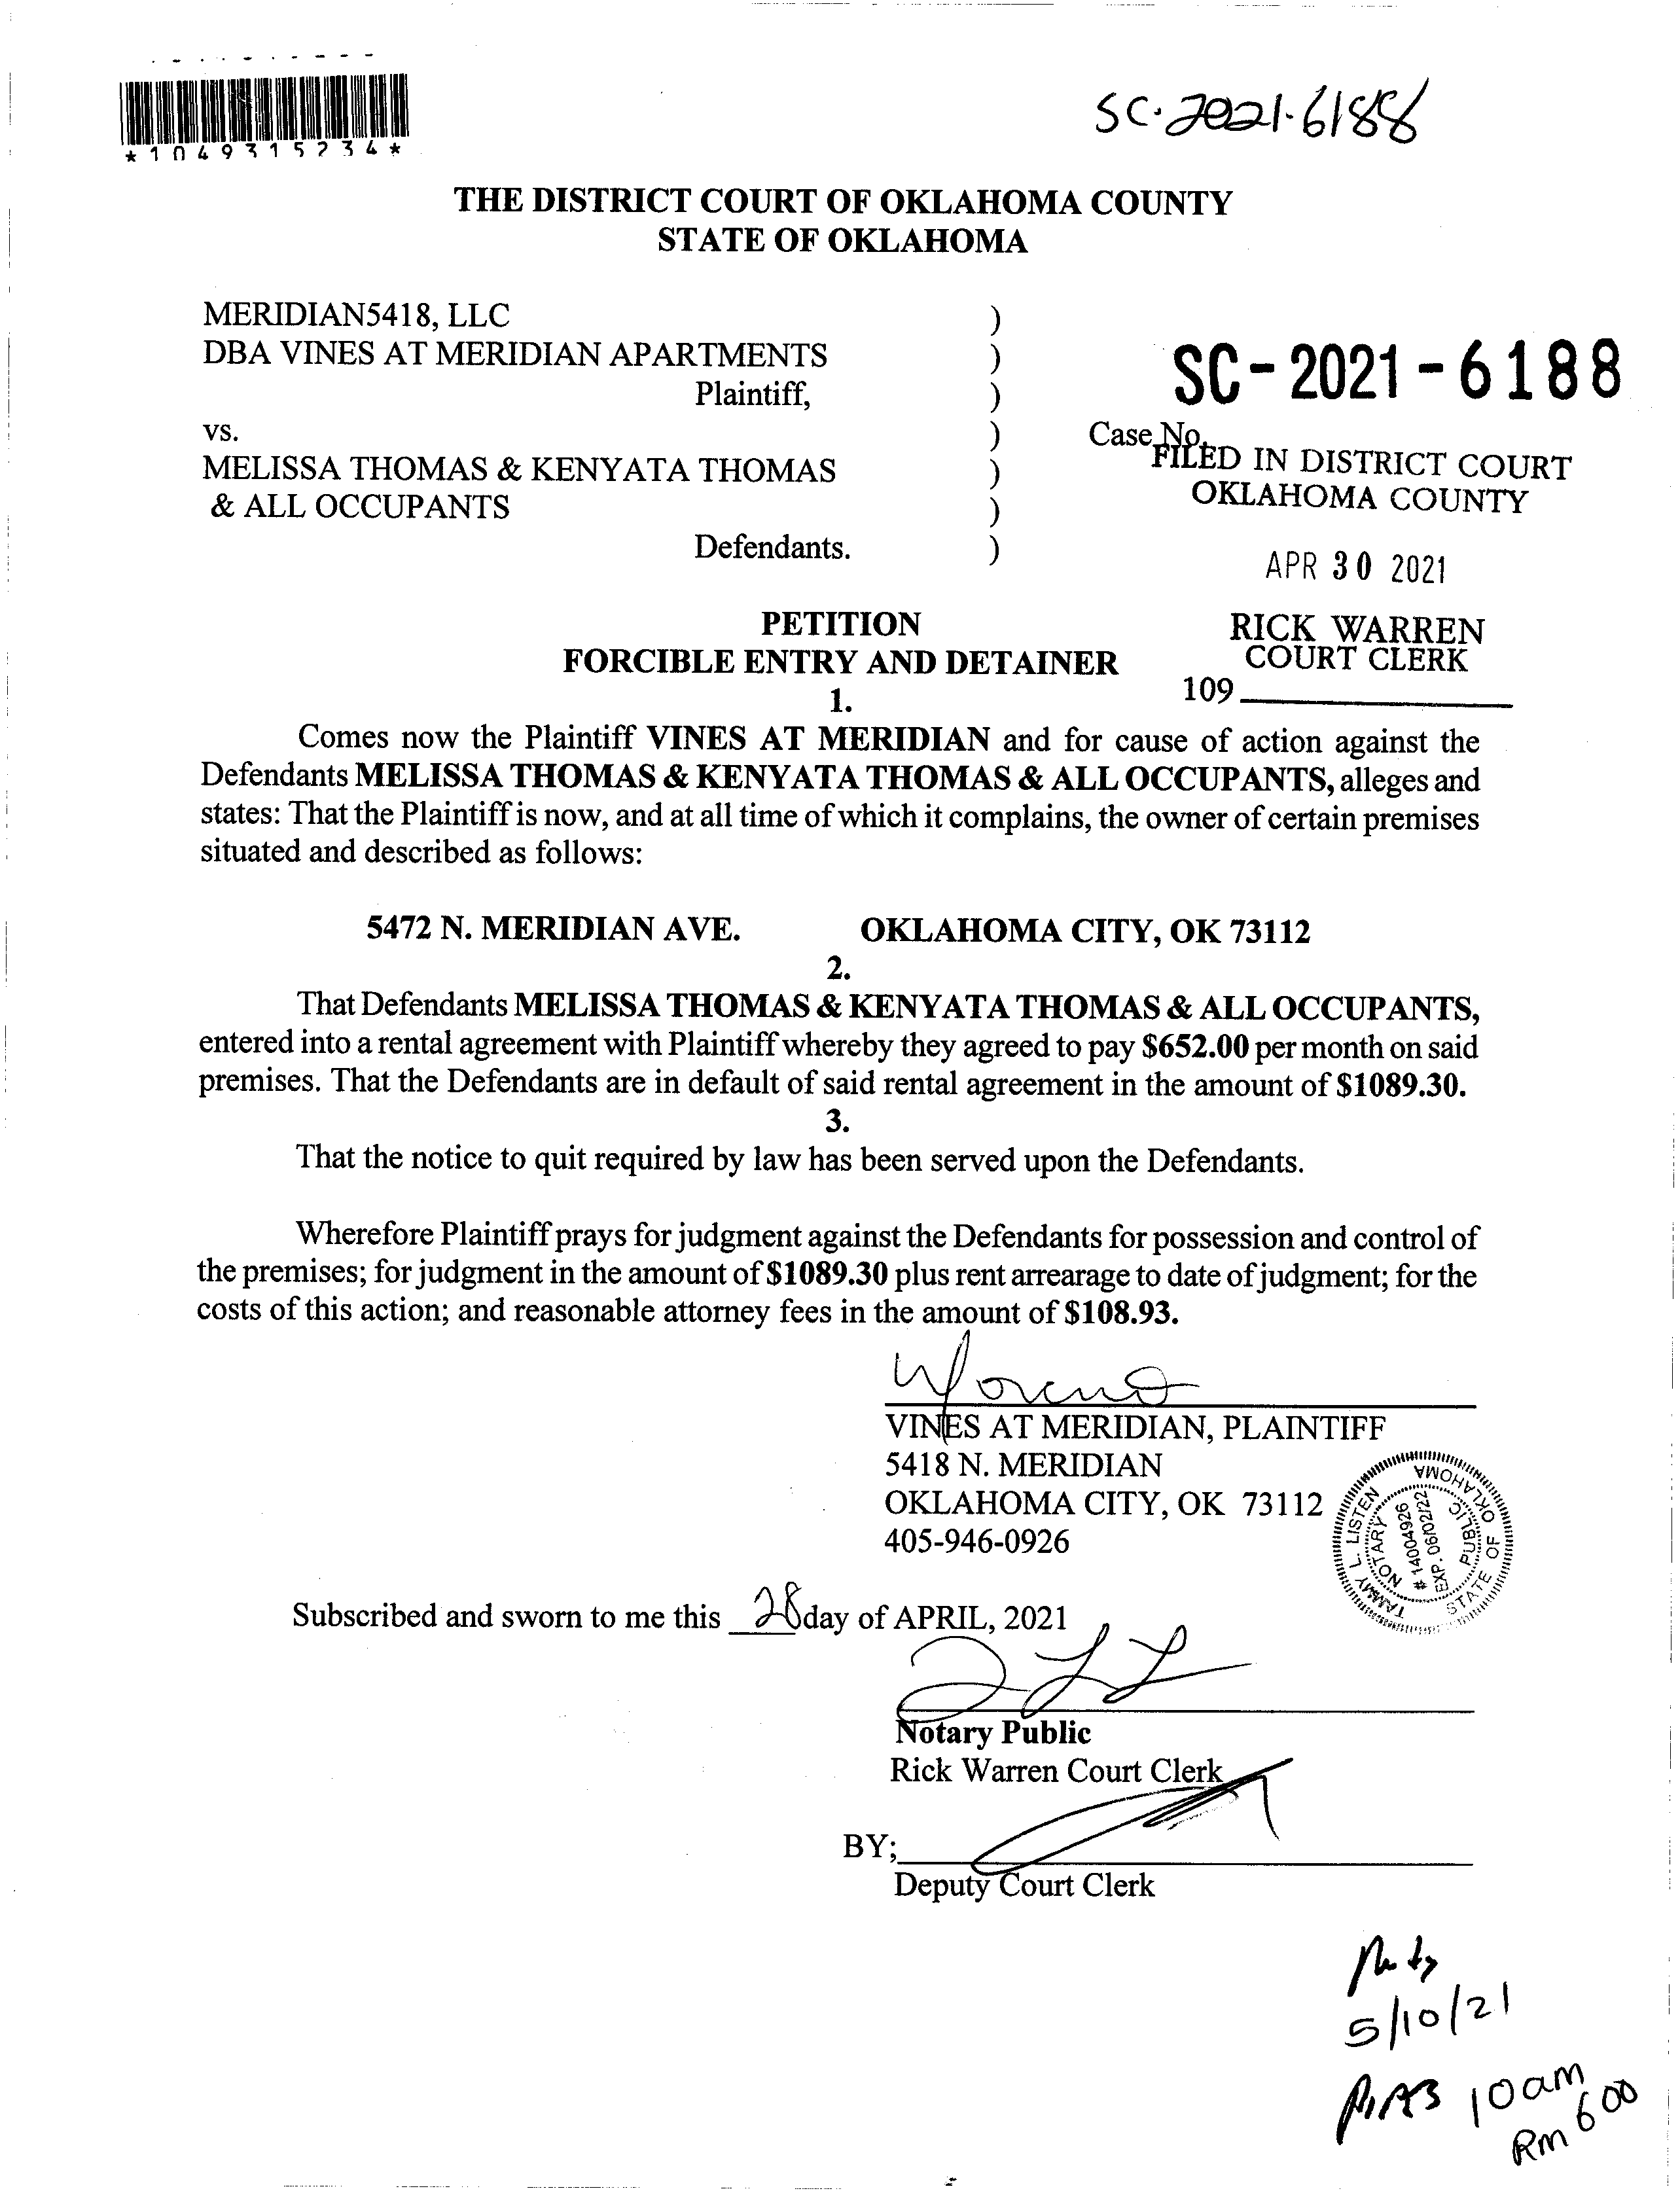 SC-2021-6188
*1049315234*
THE DISTRICT COURT OF OKLAHOMA COUNTY
STATE OF OKLAHOMA
MERIDIAN5418, LLC )
DBA VINES AT MERIDIAN APARTMENTS )
Plaintiff, )
SC-2021-6188
vs. )
Case No.
MELISSA THOMAS & KENYATA THOMAS )
FILED IN DISTRICT COURT
& ALL OCCUPANTS )
OKLAHOMA COUNTY
Defendants. )
APR 30 2021
PETITION
RICK WARREN
FORCIBLE ENTRY AND DETAINER
COURT CLERK
1.
109
Comes now the Plaintiff VINES AT MERIDIAN and for cause of action against the
Defendants MELISSA THOMAS & KENYATA THOMAS & ALL OCCUPANTS, alleges and
states: That the Plaintiff is now, and at all time of which it complains, the owner of certain premises
situated and described as follows:
5472 N. MERIDIAN AVE. OKLAHOMA CITY, OK 73112
2.
That Defendants MELISSA THOMAS & KENYATA THOMAS & ALL OCCUPANTS,
entered into a rental agreement with Plaintiff whereby they agreed to pay $652.00 per month on said
premises. That the Defendants are in default of said rental agreement in the amount of $1089.30.
3.
That the notice to quit required by law has been served upon the Defendants.
Wherefore Plaintiff prays for judgment against the Defendants for possession and control of
the premises; for judgment in the amount of $1089.30 plus rent arrearage to date of judgment; for the
costs of this action; and reasonable attorney fees in the amount of $108.93.
VINES AT MERIDIAN, PLAINTIFF
5418 N. MERIDIAN
OKLAHOMA CITY, OK 73112
405-946-0926
TAMMY L. LISTEN
NOTARY PUBLIC
# 14004926
EXP. 06/02/22
STATE OF OKLAHOMA
Subscribed and sworn to me this 28 day of APRIL, 2021
Notary Public
Rick Warren Court Clerk
BY;
Deputy Court Clerk
5/10/21
10am
Rm 600